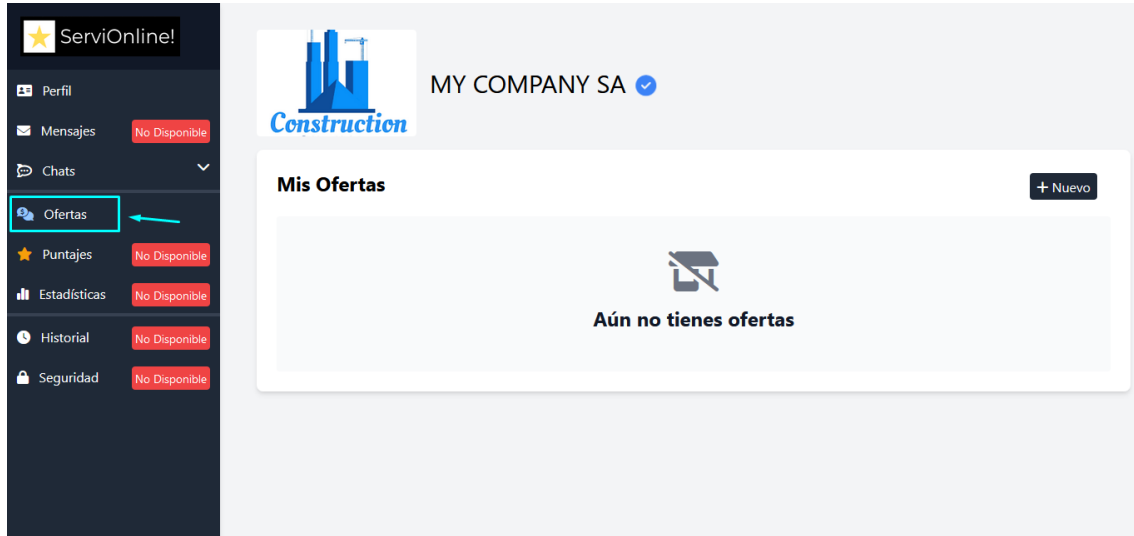 ServiOnline!
Perfil
Mensajes No Disponible
Chats
Ofertas
Puntajes No Disponible
Estadísticas No Disponible
Historial No Disponible
Seguridad No Disponible
Construction
MY COMPANY SA
Mis Ofertas
+ Nuevo
Aún no tienes ofertas